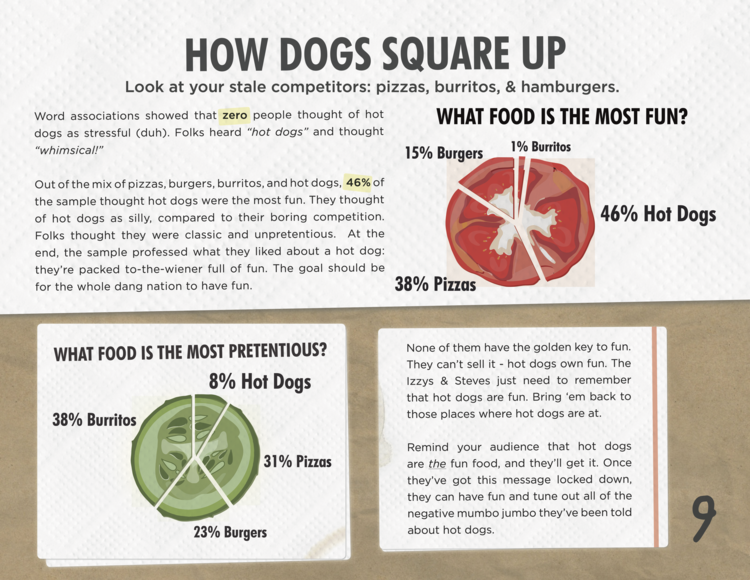 HOW DOGS SQUARE UP
Look at your stale competitors: pizzas, burritos, & hamburgers.
Word associations showed that zero people thought of hot
dogs as stressful (duh). Folks heard “hot dogs” and thought
“whimsical!”
Out of the mix of pizzas, burgers, burritos, and hot dogs, 46% of
the sample thought hot dogs were the most fun. They thought
of hot dogs as silly, compared to their boring competition.
Folks thought they were classic and unpretentious. At the
end, the sample professed what they liked about a hot dog:
they’re packed to-the-wiener full of fun. The goal should be
for the whole dang nation to have fun.
WHAT FOOD IS THE MOST FUN?
1% Burritos
15% Burgers
46% Hot Dogs
38% Pizzas
WHAT FOOD IS THE MOST PRETENTIOUS?
8% Hot Dogs
38% Burritos
31% Pizzas
23% Burgers
None of them have the golden key to fun.
They can’t sell it - hot dogs own fun. The
Izzys & Steves just need to remember
that hot dogs are fun. Bring ’em back to
those places where hot dogs are at.
Remind your audience that hot dogs
are the fun food, and they’ll get it. Once
they’ve got this message locked down,
they can have fun and tune out all of the
negative mumbo jumbo they’ve been told
about hot dogs.
9